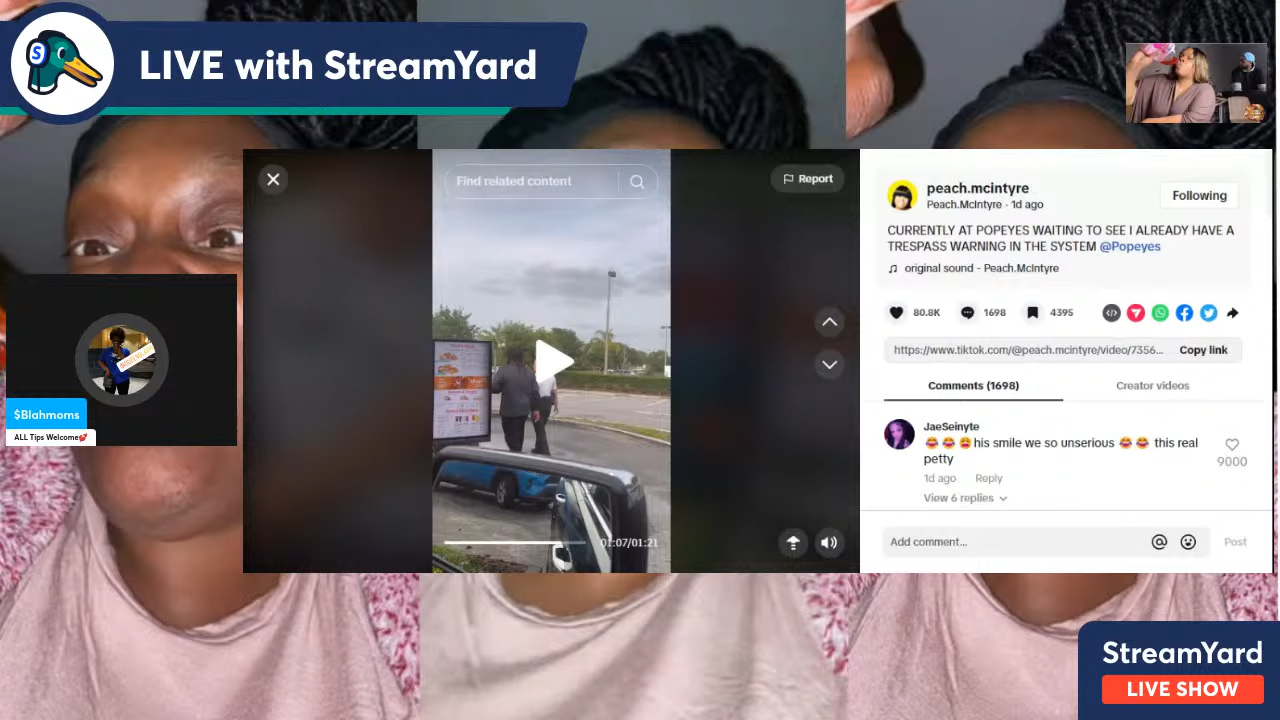 S
LIVE with StreamYard
Find related content
Report
peach.mcintyre
Peach.McIntyre · 1d ago
Following
CURRENTLY AT POPEYES WAITING TO SEE I ALREADY HAVE A
TRESPASS WARNING IN THE SYSTEM @Popeyes
original sound - Peach.McIntyre
80.8K
1698
4395
https://www.tiktok.com/@peach.mcintyre/video/7356...
Copy link
Comments (1698)
Creator videos
JaeSeinyte
😂 😂 😩 his smile we so unserious 😂 😂 this real
petty
9000
1d ago Reply
View 6 replies
01:07/01:21
Add comment...
Post
$Blahmoms
ALL Tips Welcome💕
StreamYard
LIVE SHOW